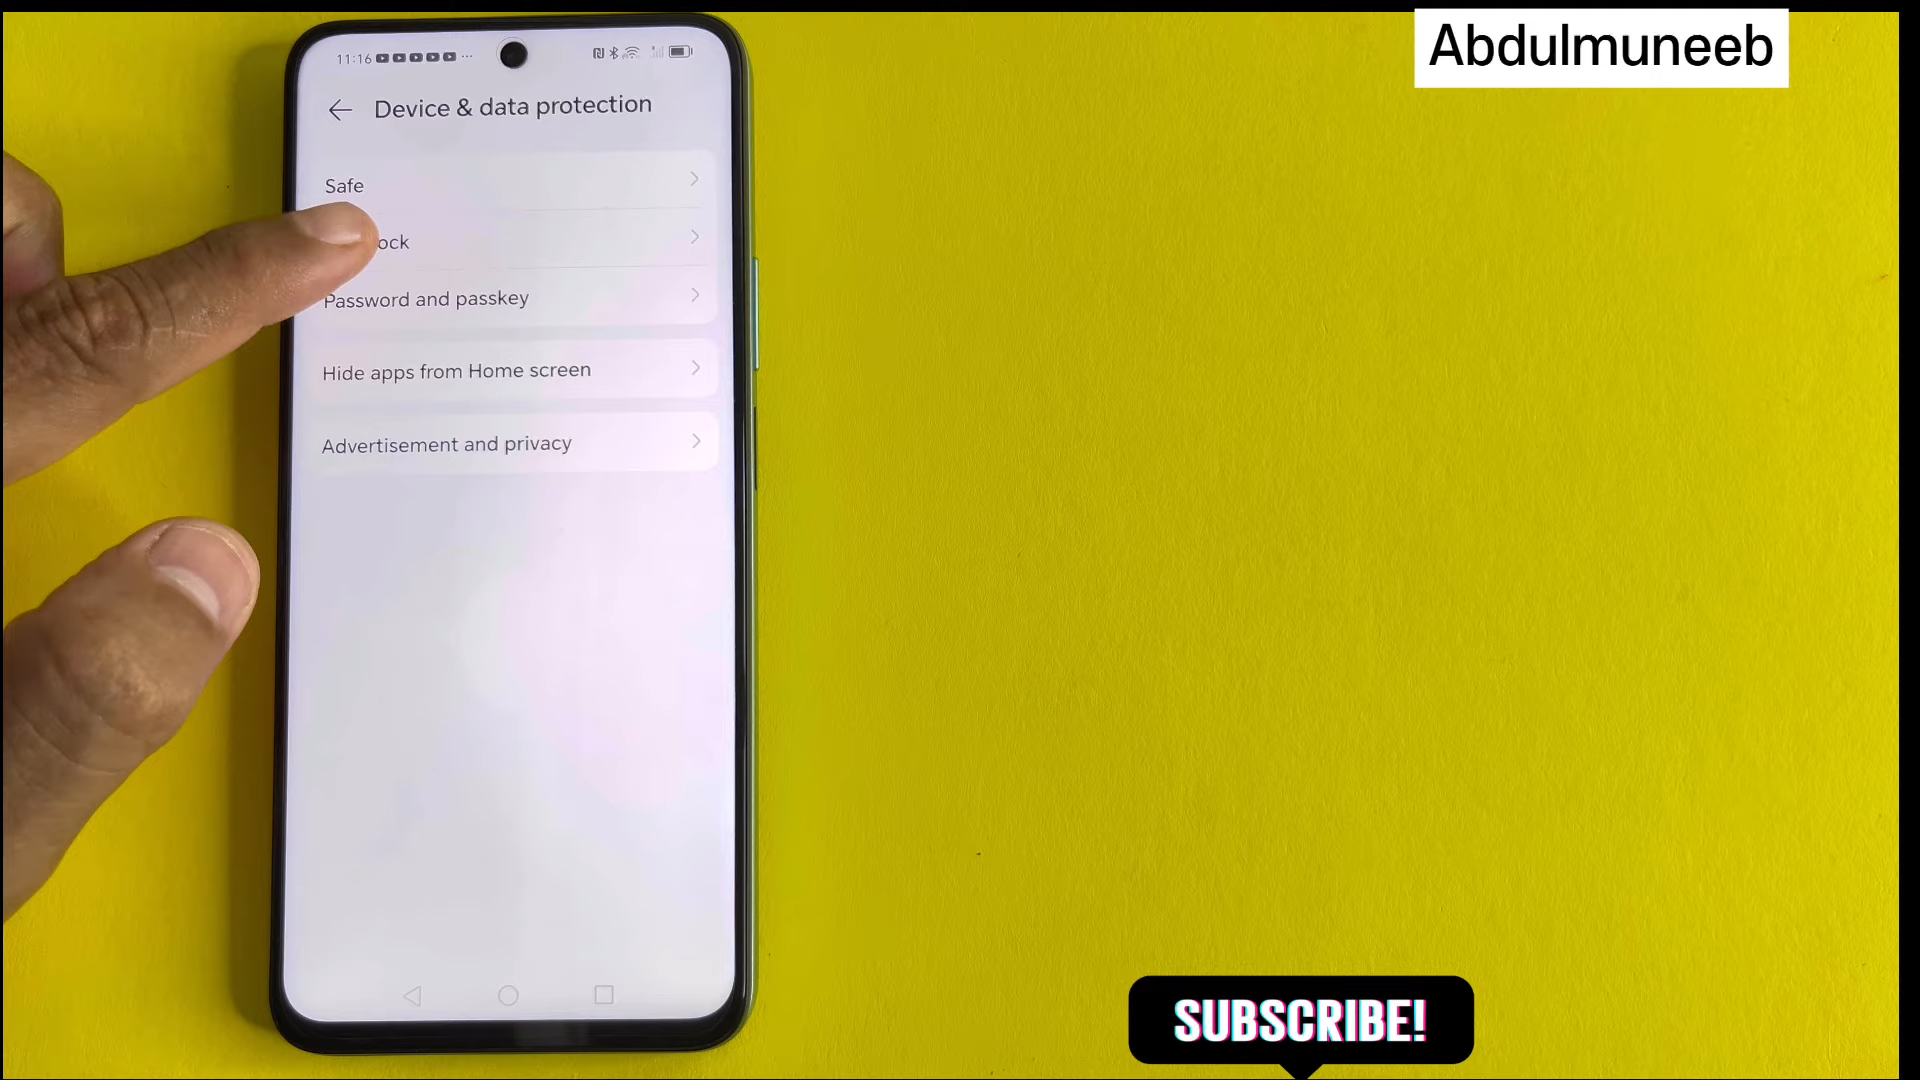 Abdulmuneeb
11:16
Device & data protection
Safe
ock
Password and passkey
Hide apps from Home screen
Advertisement and privacy
SUBSCRIBE!